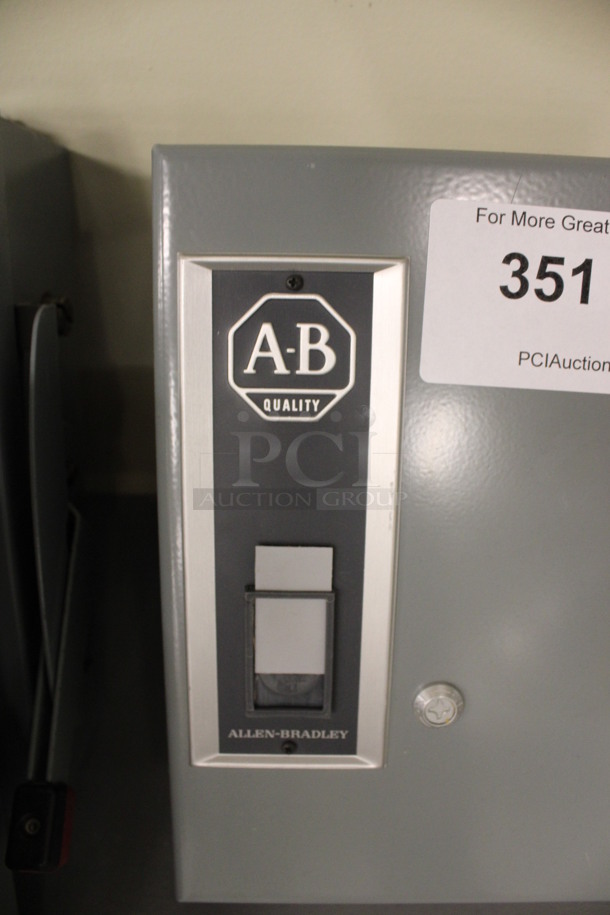 For More Great
351
PCIAuction
A-B
QUALITY
PCI
AUCTION GROUP
ALLEN-BRADLEY